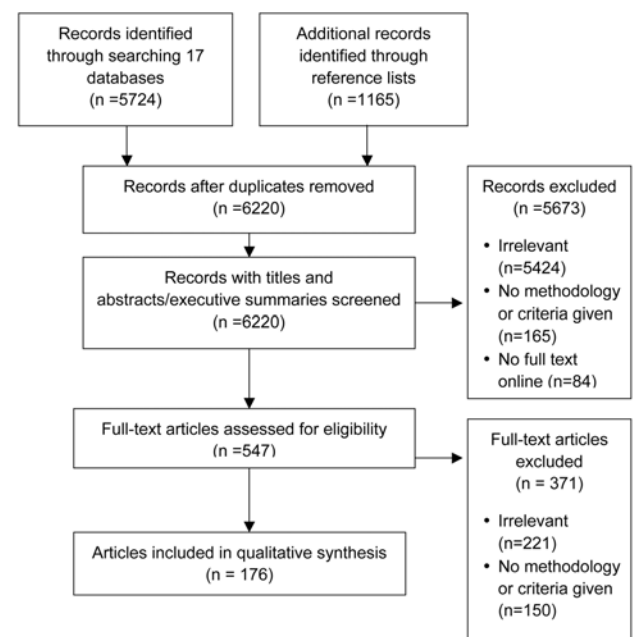 Records identified
through searching 17
databases
(n =5724)
Additional records
identified through
reference lists
(n =1165)
Records after duplicates removed
(n =6220)
Records excluded
(n =5673)
• Irrelevant
(n=5424)
• No methodology
or criteria given
(n=165)
• No full text
online (n=84)
Records with titles and
abstracts/executive summaries screened
(n =6220)
Full-text articles assessed for eligibility
(n =547)
Full-text articles
excluded
(n = 371)
• Irrelevant
(n=221)
• No methodology
or criteria given
(n=150)
Articles included in qualitative synthesis
(n = 176)